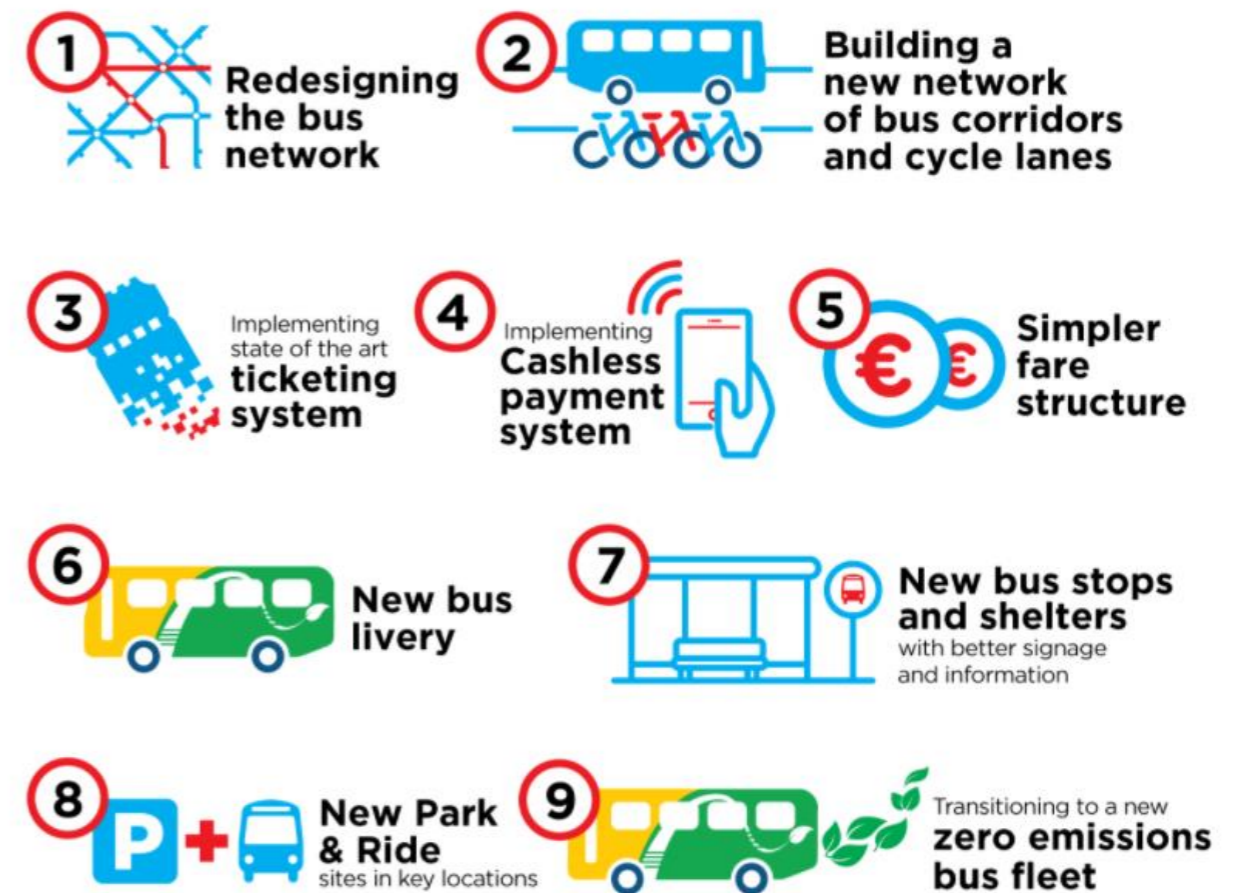 1
Redesigning
the bus
network
2
Building a
new network
of bus corridors
and cycle lanes
3
Implementing
state of the art
ticketing
system
4
Implementing
Cashless
payment
system
5
€
€
Simpler
fare
structure
6
New bus
livery
7
New bus stops
and shelters
with better signage
and information
8
P
New Park
& Ride
sites in key locations
9
Transitioning to a new
zero emissions
bus fleet